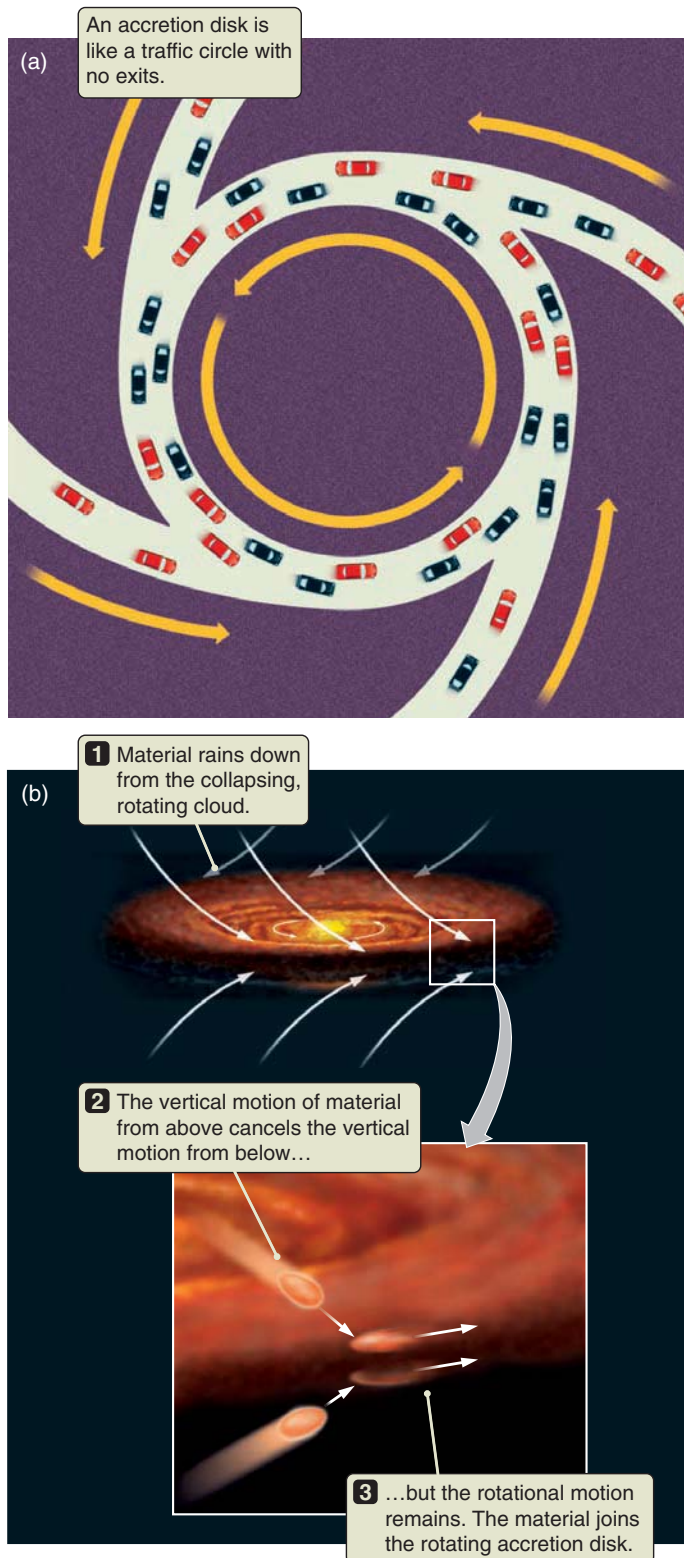 An accretion disk is
like a traffic circle with
no exits.
(a)
1 Material rains down
from the collapsing,
rotating cloud.
(b)
2 The vertical motion of material
from above cancels the vertical
motion from below…
3 …but the rotational motion
remains. The material joins
the rotating accretion disk.